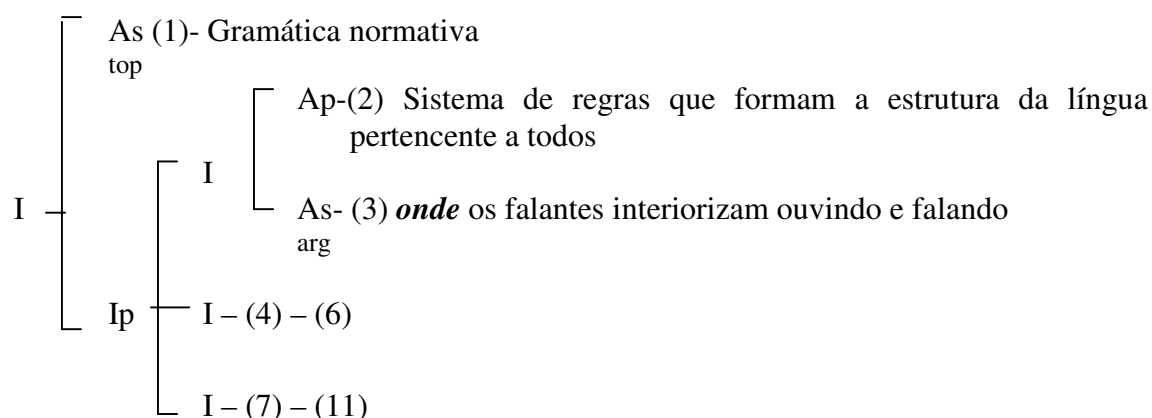 As (1)- Gramática normativa
top
Ap-(2) Sistema de regras que formam a estrutura da língua
pertencente a todos
I
I
As- (3) onde os falantes interiorizam ouvindo e falando
arg
Ip
I – (4) – (6)
I – (7) – (11)